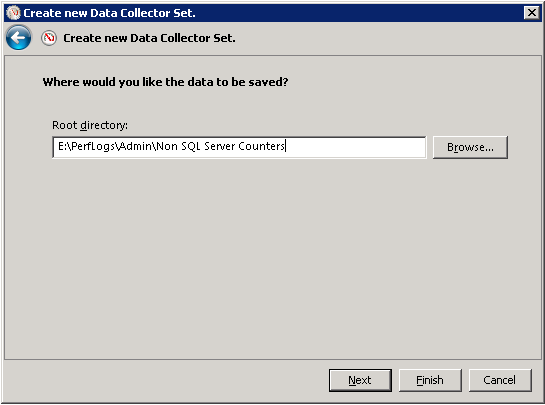 Create new Data Collector Set.
Create new Data Collector Set.
Where would you like the data to be saved?
Root directory:
E:\PerfLogs\Admin\Non SQL Server Counters
Browse...
Next
Finish
Cancel